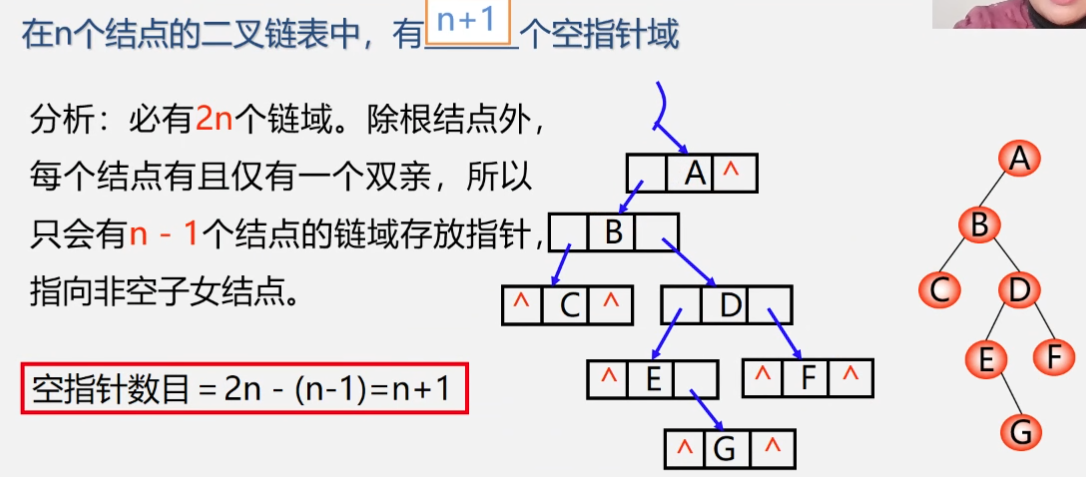 在n个结点的二叉链表中，有 n+1 个空指针域
分析：必有2n个链域。除根结点外，
每个结点有且仅有一个双亲，所以
只会有n - 1个结点的链域存放指针，
指向非空子女结点。
空指针数目＝2n - (n-1)=n+1
A ^
B
^ C ^
D
^ E
^ F ^
^ G ^
A
B
C
D
E
F
G